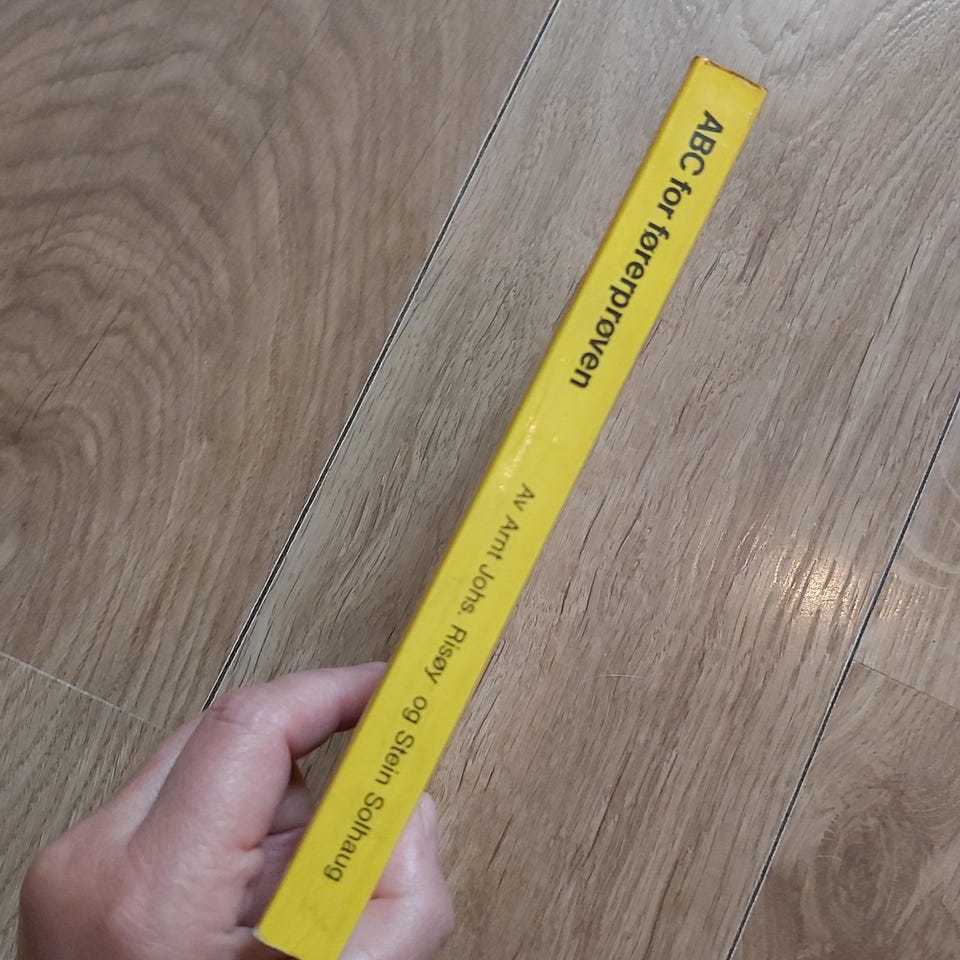 ABC for førerprøven
Av Arnt Johs. Risøy og Stein Solhaug